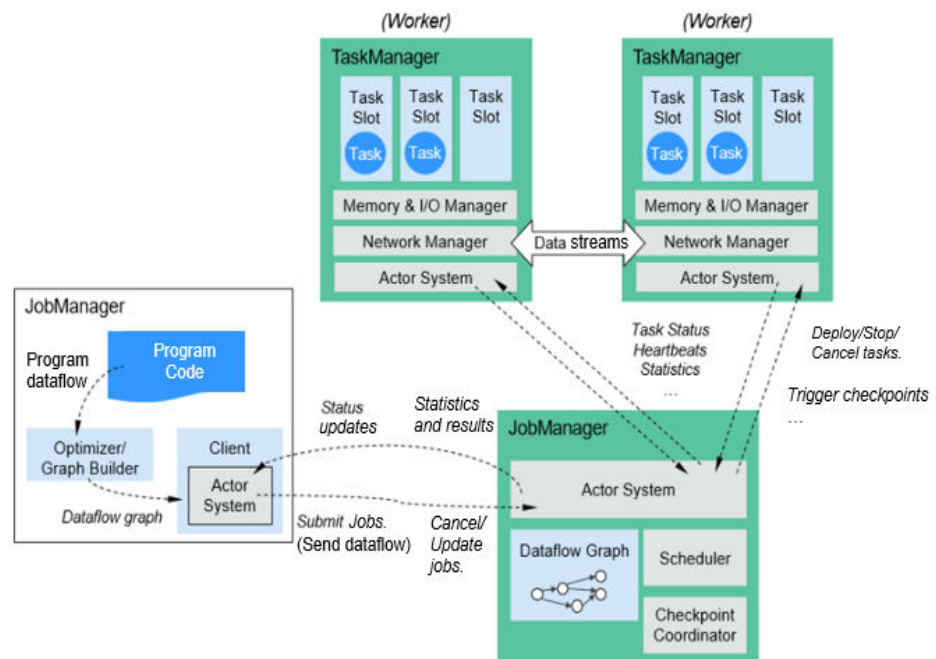 (Worker)
(Worker)
TaskManager
TaskManager
Task
Slot
Task
Task
Slot
Task
Task
Slot
Task
Slot
Task
Task
Slot
Task
Task
Slot
Memory & I/O Manager
Memory & I/O Manager
Network Manager
Data streams
Network Manager
Actor System
Actor System
JobManager
Program
Code
Program
dataflow
Optimizer/
Graph Builder
Client
Actor
System
Dataflow graph
Status
updates
Statistics
and results
Submit Jobs.
(Send dataflow)
Cancel/
Update
jobs.
Task Status
Heartbeats
Statistics
...
Deploy/Stop/
Cancel tasks.
Trigger checkpoints
...
JobManager
Actor System
Dataflow Graph
Scheduler
Checkpoint
Coordinator